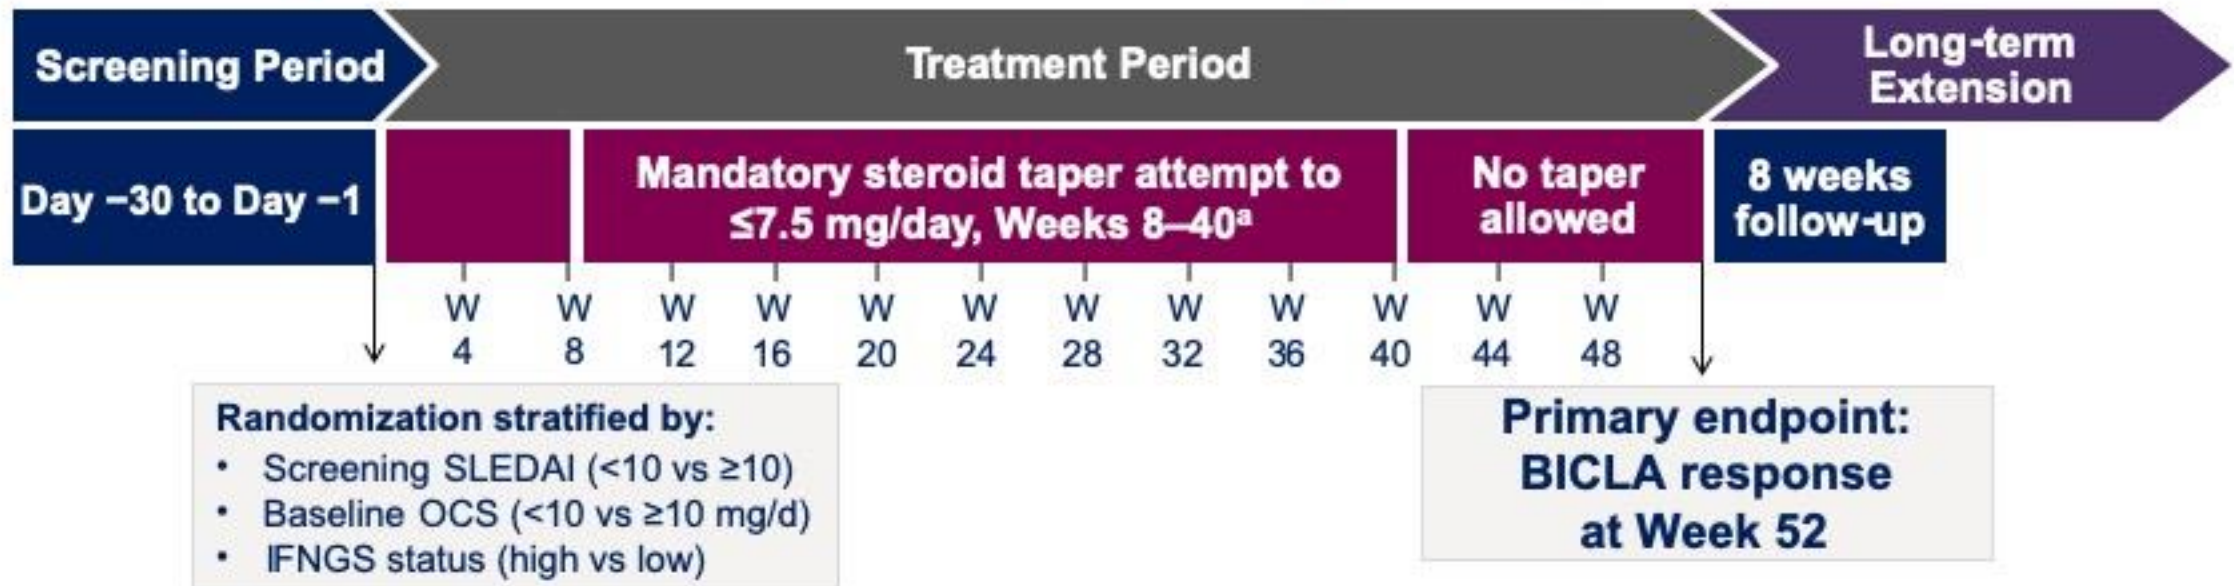 Screening Period
Treatment Period
Long-term
Extension
Day −30 to Day −1
Mandatory steroid taper attempt to
≤7.5 mg/day, Weeks 8–40ᵃ
No taper
allowed
8 weeks
follow-up
W W W W W W W W W W W W
4 8 12 16 20 24 28 32 36 40 44 48
Randomization stratified by:
• Screening SLEDAI (<10 vs ≥10)
• Baseline OCS (<10 vs ≥10 mg/d)
• IFNGS status (high vs low)
Primary endpoint:
BICLA response
at Week 52